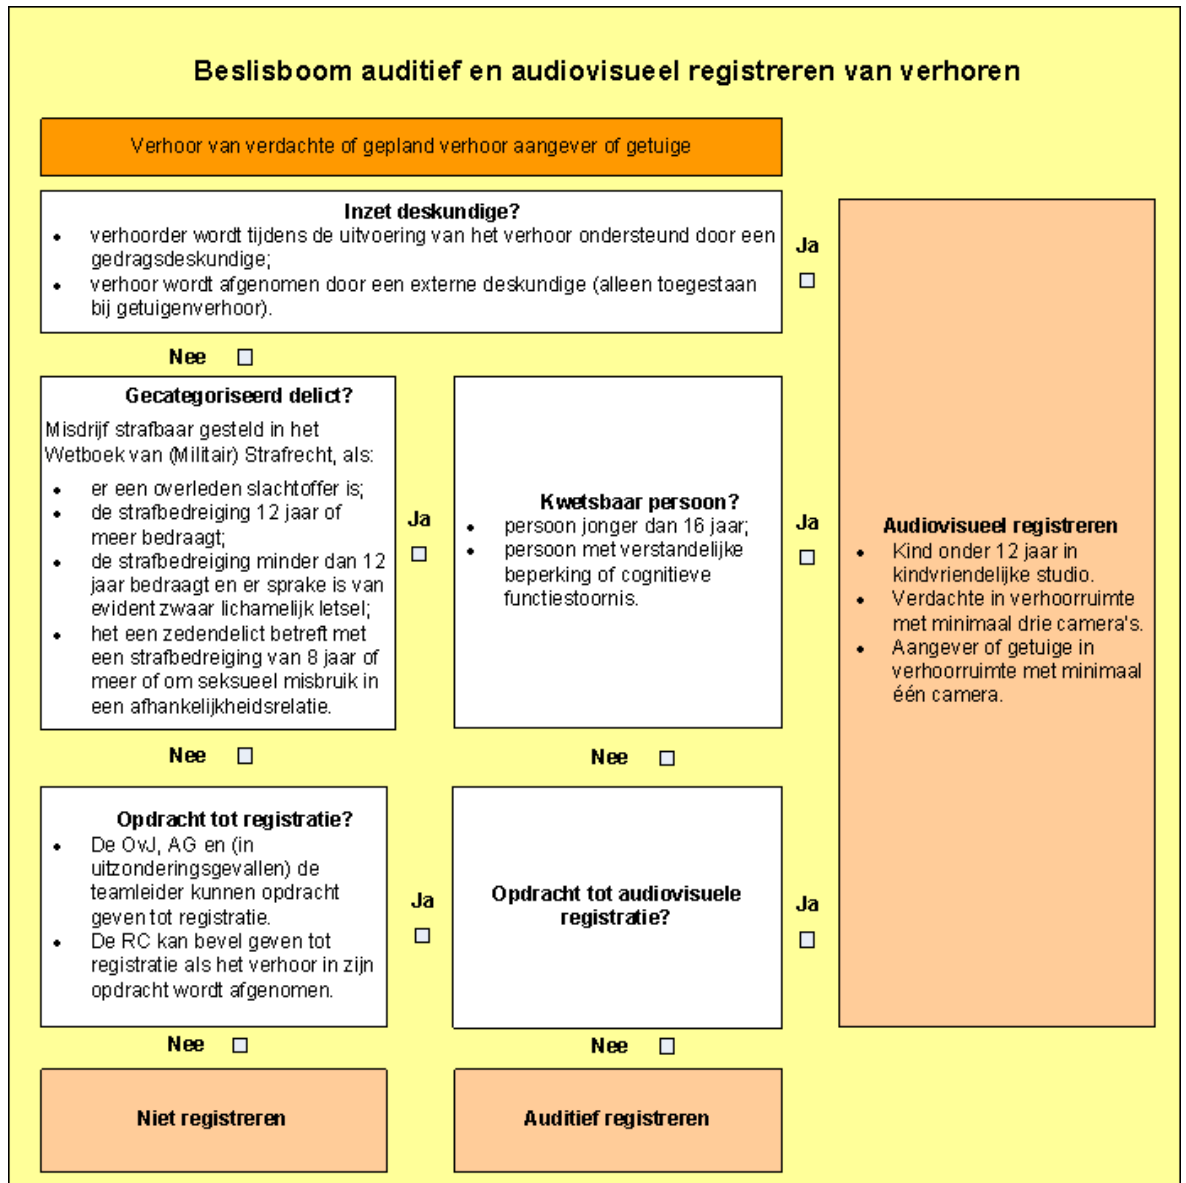 Beslisboom auditief en audiovisueel registreren van verhoren
Verhoor van verdachte of gepland verhoor aangever of getuige
Inzet deskundige?
• verhoorder wordt tijdens de uitvoering van het verhoor ondersteund door een
gedragsdeskundige;
• verhoor wordt afgenomen door een externe deskundige (alleen toegestaan
bij getuigenverhoor).
Ja
Nee
Gecategoriseerd delict?
Misdrijf strafbaar gesteld in het
Wetboek van (Militair) Strafrecht, als:
• er een overleden slachtoffer is;
• de strafbedreiging 12 jaar of
meer bedraagt;
• de strafbedreiging minder dan 12
jaar bedraagt en er sprake is van
evident zwaar lichamelijk letsel;
• het een zedendelict betreft met
een strafbedreiging van 8 jaar of
meer of om seksueel misbruik in
een afhankelijkheidsrelatie.
Ja
Kwetsbaar persoon?
• persoon jonger dan 16 jaar;
• persoon met verstandelijke
beperking of cognitieve
functiestoornis.
Ja
Audiovisueel registreren
• Kind onder 12 jaar in
kindvriendelijke studio.
• Verdachte in verhoorruimte
met minimaal drie camera's.
• Aangever of getuige in
verhoorruimte met minimaal
één camera.
Nee
Nee
Opdracht tot registratie?
• De OvJ, AG en (in
uitzonderingsgevallen) de
teamleider kunnen opdracht
geven tot registratie.
• De RC kan bevel geven tot
registratie als het verhoor in zijn
opdracht wordt afgenomen.
Ja
Opdracht tot audiovisuele
registratie?
Ja
Nee
Nee
Niet registreren
Auditief registreren